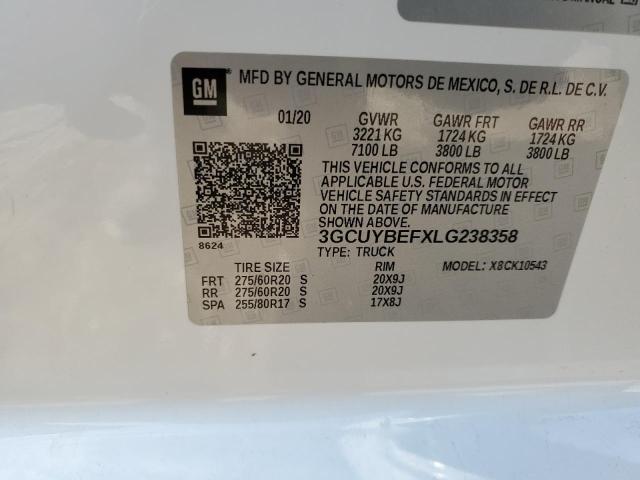 GM
MFD BY GENERAL MOTORS DE MEXICO, S. DE R.L. DE C.V.
01/20 GVWR GAWR FRT GAWR RR
3221 KG 1724 KG 1724 KG
7100 LB 3800 LB 3800 LB
THIS VEHICLE CONFORMS TO ALL
APPLICABLE U.S. FEDERAL MOTOR
VEHICLE SAFETY STANDARDS IN EFFECT
ON THE DATE OF MANUFACTURE
SHOWN ABOVE.
3GCUYBEFXLG238358
8624
TYPE: TRUCK MODEL: X8CK10543
TIRE SIZE RIM
FRT 275/60R20 S 20X9J
RR 275/60R20 S 20X9J
SPA 255/80R17 S 17X8J